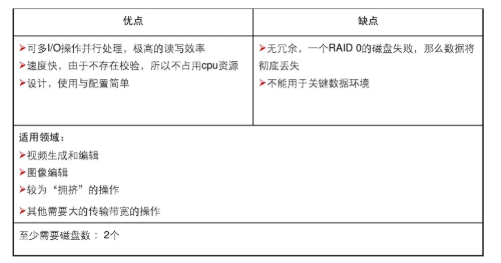 优点
缺点
➢可多I/O操作并行处理，极高的读写效率
➢速度快，由于不存在校验，所以不占用cpu资源
➢设计，使用与配置简单
➢无冗余，一个RAID 0的磁盘失败，那么数据将
彻底丢失
➢不能用于关键数据环境
适用领域：
➢视频生成和编辑
➢图像编辑
➢较为“拥挤”的操作
➢其他需要大的传输带宽的操作
至少需要磁盘数： 2个